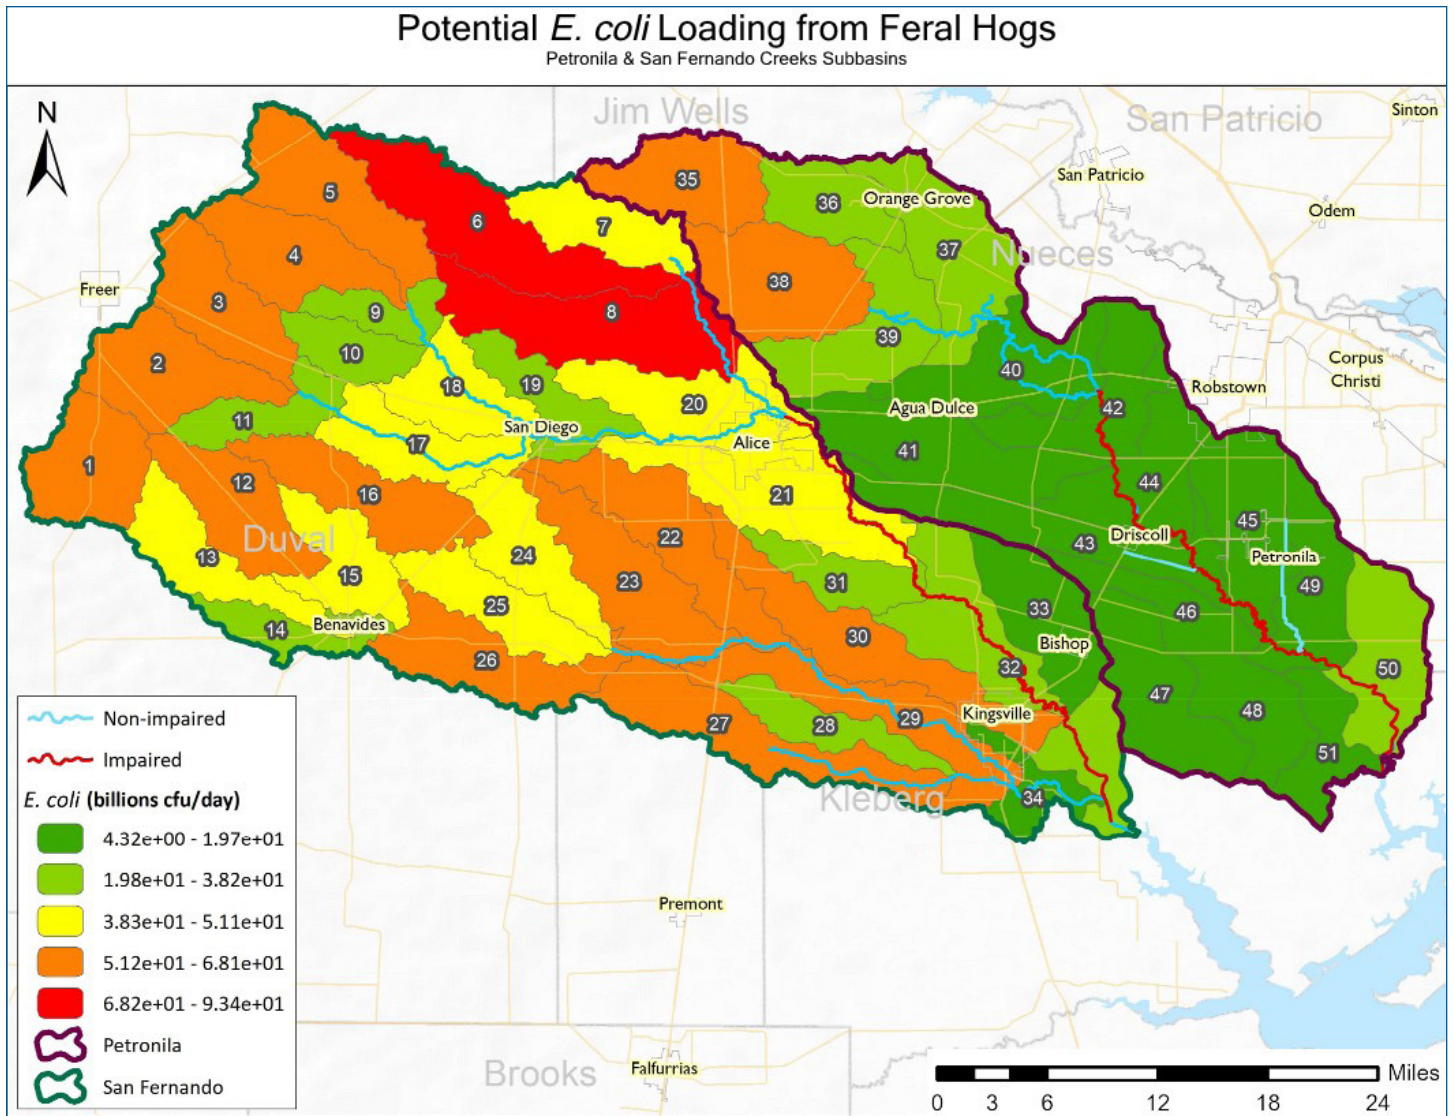 Potential E. coli Loading from Feral Hogs
Petronila & San Fernando Creeks Subbasins
N
Jim Wells
San Patricio
Sinton
San Patricio
5
35
36
Orange Grove
Odem
6
7
37
Nueces
4
38
Freer
3
9
8
39
10
2
40
Corpus
Christi
18
19
Robstown
20
42
Agua Dulce
11
San Diego
Alice
17
41
1
12
16
21
44
45
Duval
22
Driscoll
43
13
24
Petronila
15
23
31
49
25
33
46
Benavides
14
30
Bishop
26
32
50
47
Kingsville
48
27
28
29
51
34
Kleberg
Premont
Brooks
Falfurrias
Non-impaired
Impaired
E. coli (billions cfu/day)
4.32e+00 - 1.97e+01
1.98e+01 - 3.82e+01
3.83e+01 - 5.11e+01
5.12e+01 - 6.81e+01
6.82e+01 - 9.34e+01
Petronila
San Fernando
Miles
0 3 6 12 18 24